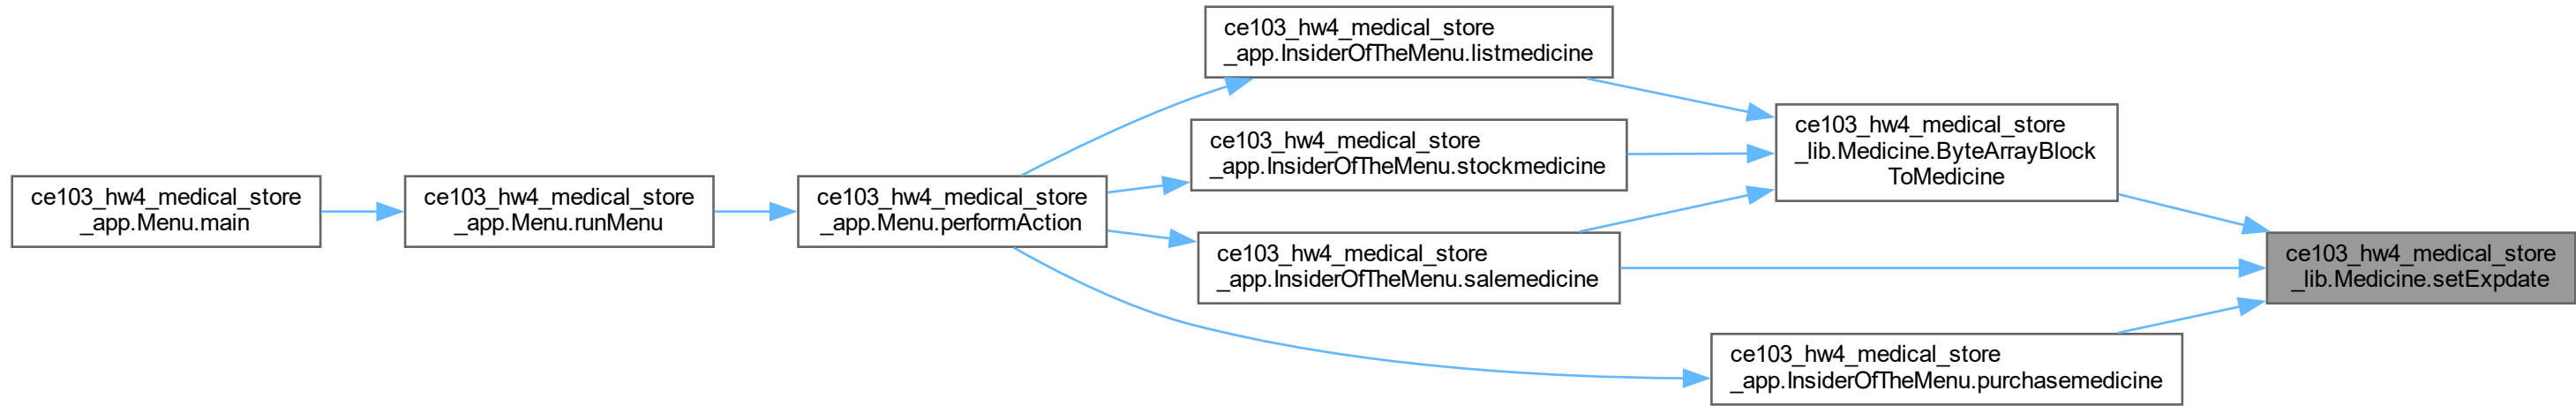 ce103_hw4_medical_store
_app.Menu.main
ce103_hw4_medical_store
_app.Menu.runMenu
ce103_hw4_medical_store
_app.Menu.performAction
ce103_hw4_medical_store
_app.InsiderOfTheMenu.listmedicine
ce103_hw4_medical_store
_app.InsiderOfTheMenu.stockmedicine
ce103_hw4_medical_store
_app.InsiderOfTheMenu.salemedicine
ce103_hw4_medical_store
_lib.Medicine.ByteArrayBlock
ToMedicine
ce103_hw4_medical_store
_app.InsiderOfTheMenu.purchasemedicine
ce103_hw4_medical_store
_lib.Medicine.setExpdate